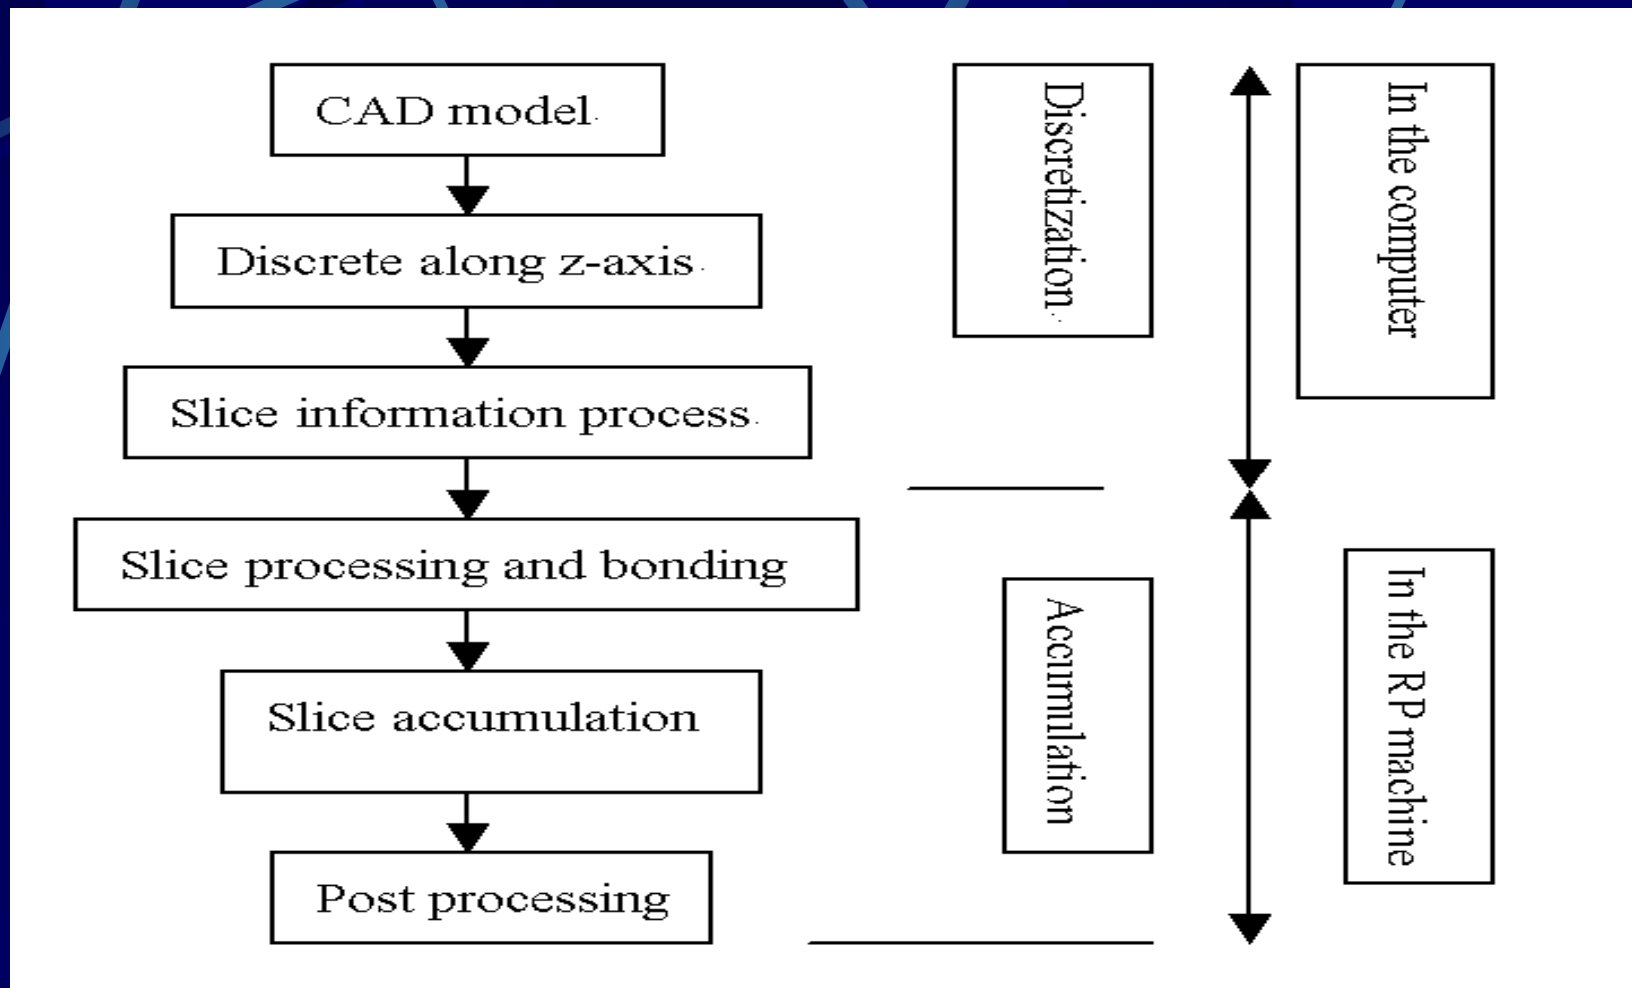 CAD model
Discrete along z-axis
Slice information process
Slice processing and bonding
Slice accumulation
Post processing
Discretization
Accumulation
In the computer
In the RP machine